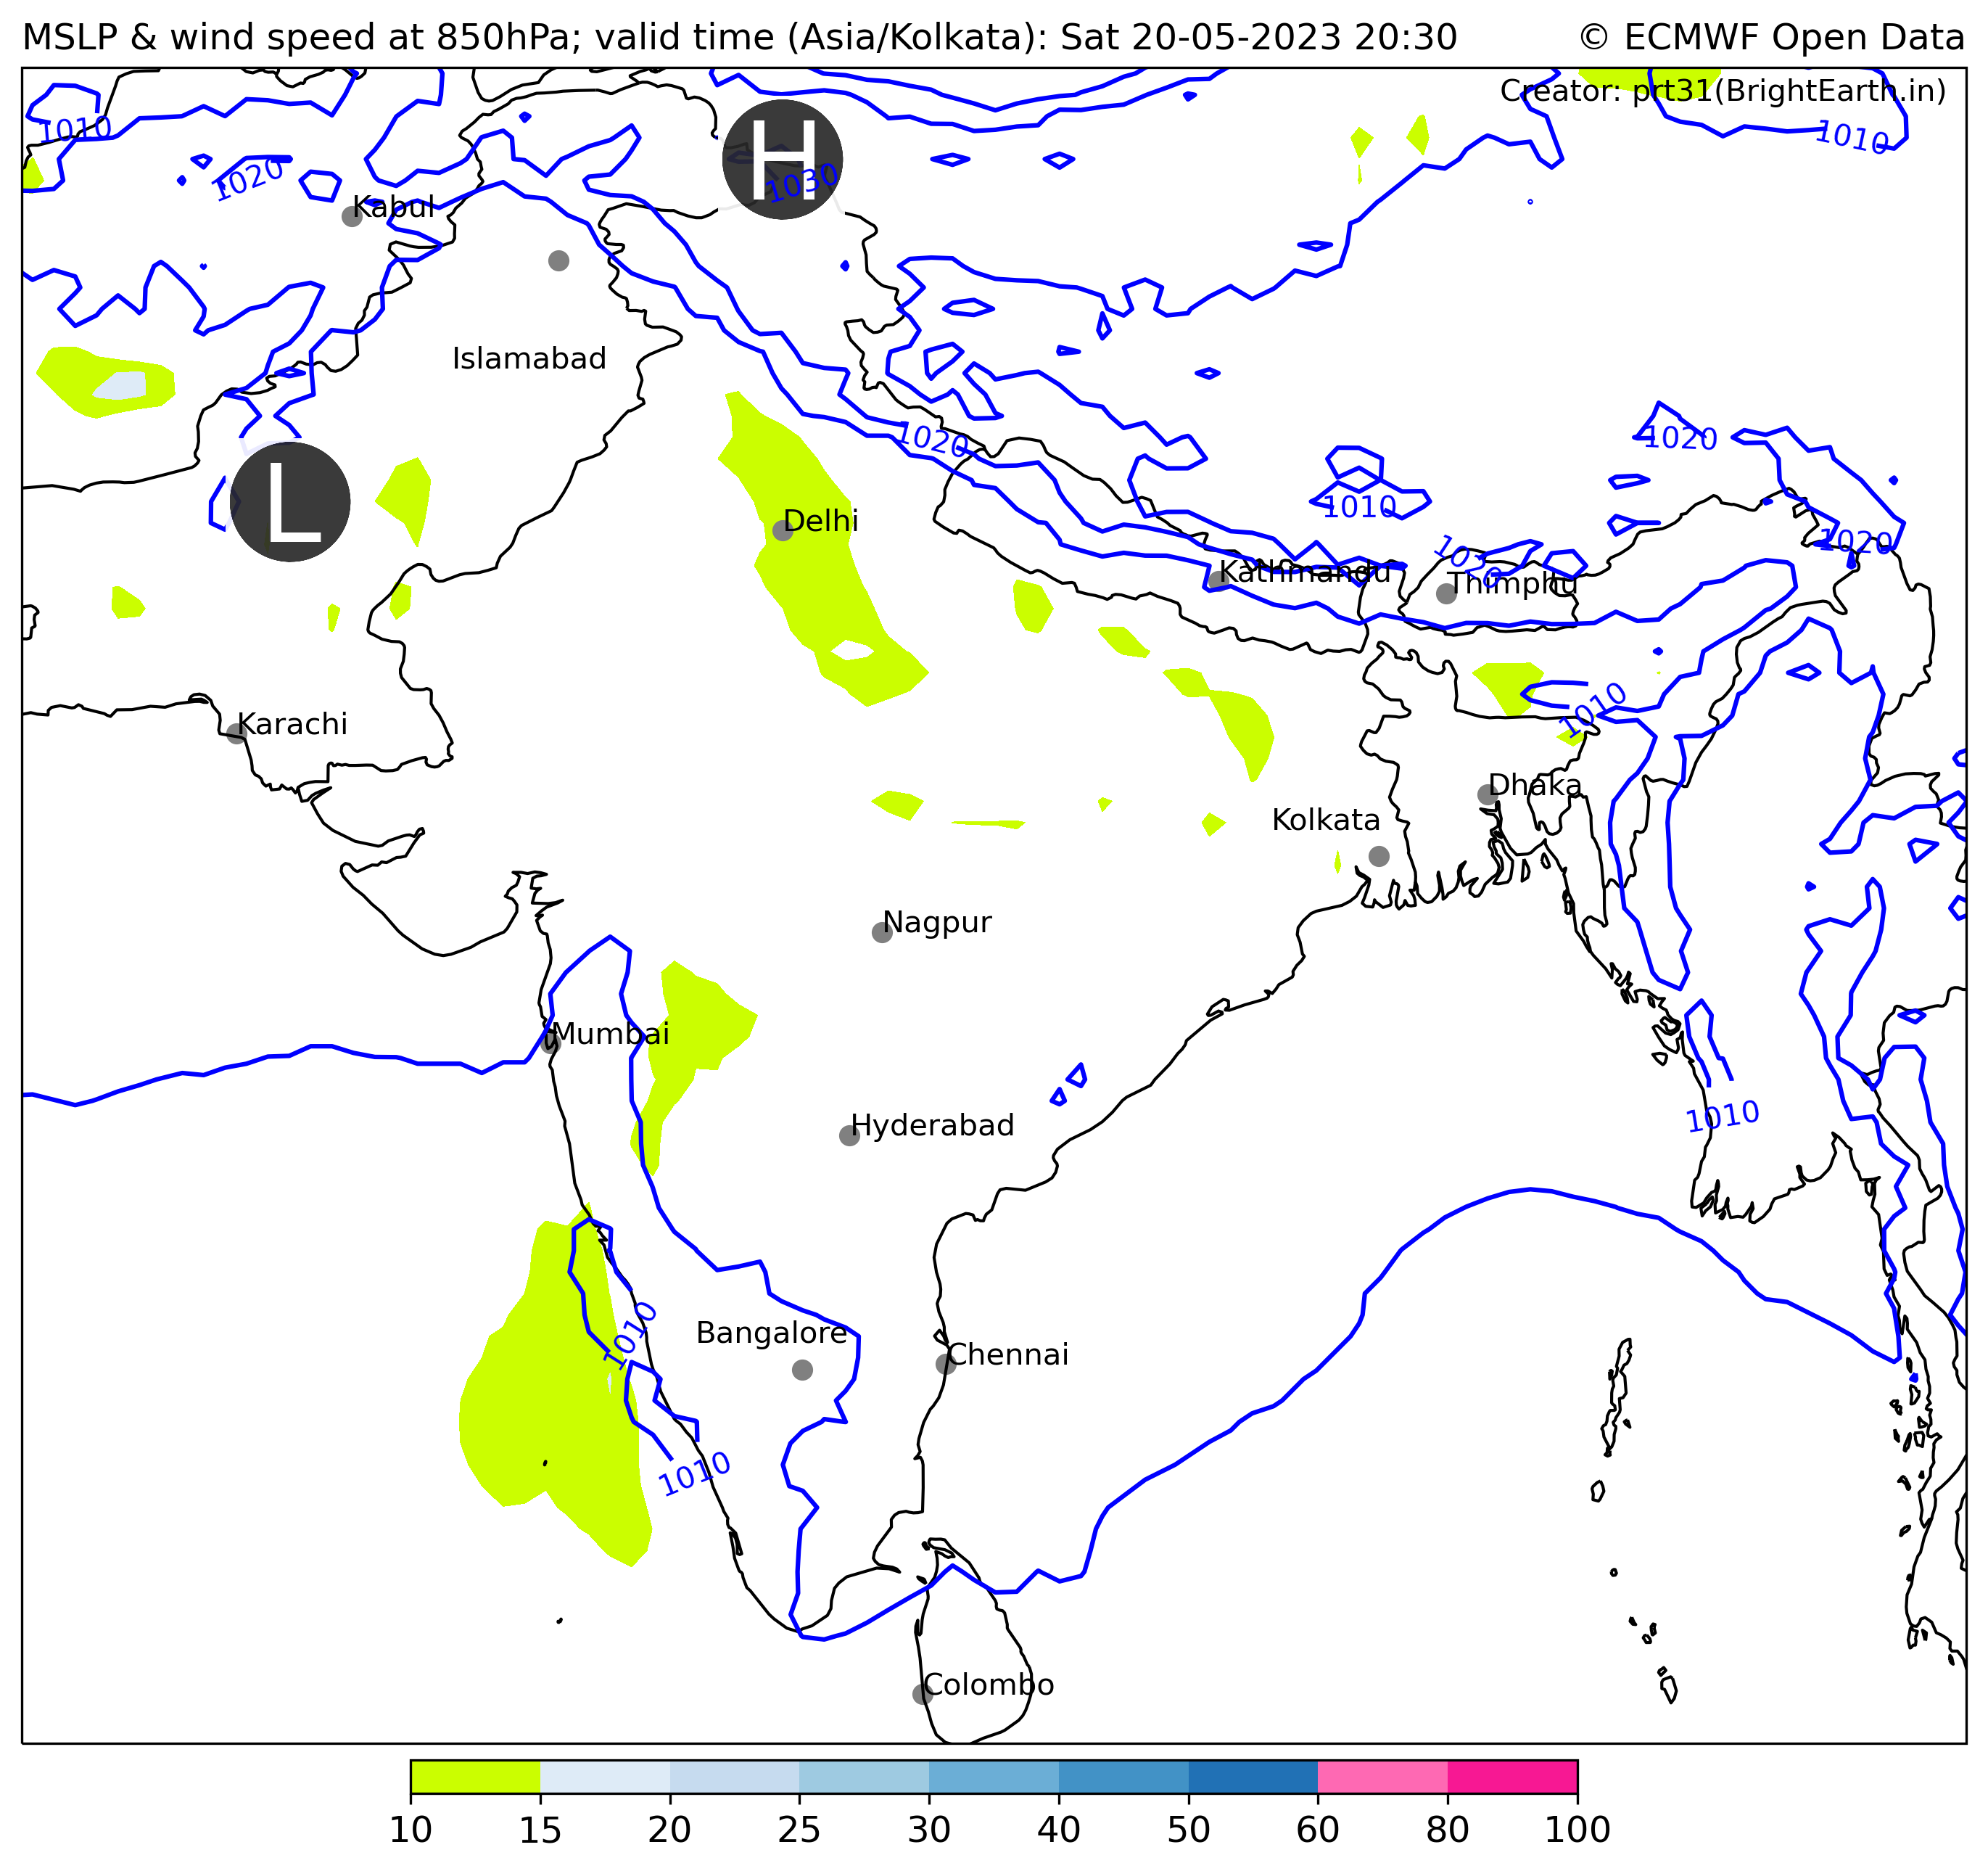 MSLP & wind speed at 850hPa; valid time (Asia/Kolkata): Sat 20-05-2023 20:30
© ECMWF Open Data
Creator: prt31(BrightEarth.in)
1010
1010
H
1030
1020
Kabul
Islamabad
1020
1020
L
1010
Delhi
1020
1020
Kathmandu
Thimphu
1010
Karachi
Dhaka
Kolkata
Nagpur
Mumbai
1010
Hyderabad
1010
Bangalore
Chennai
1010
Colombo
10 15 20 25 30 40 50 60 80 100